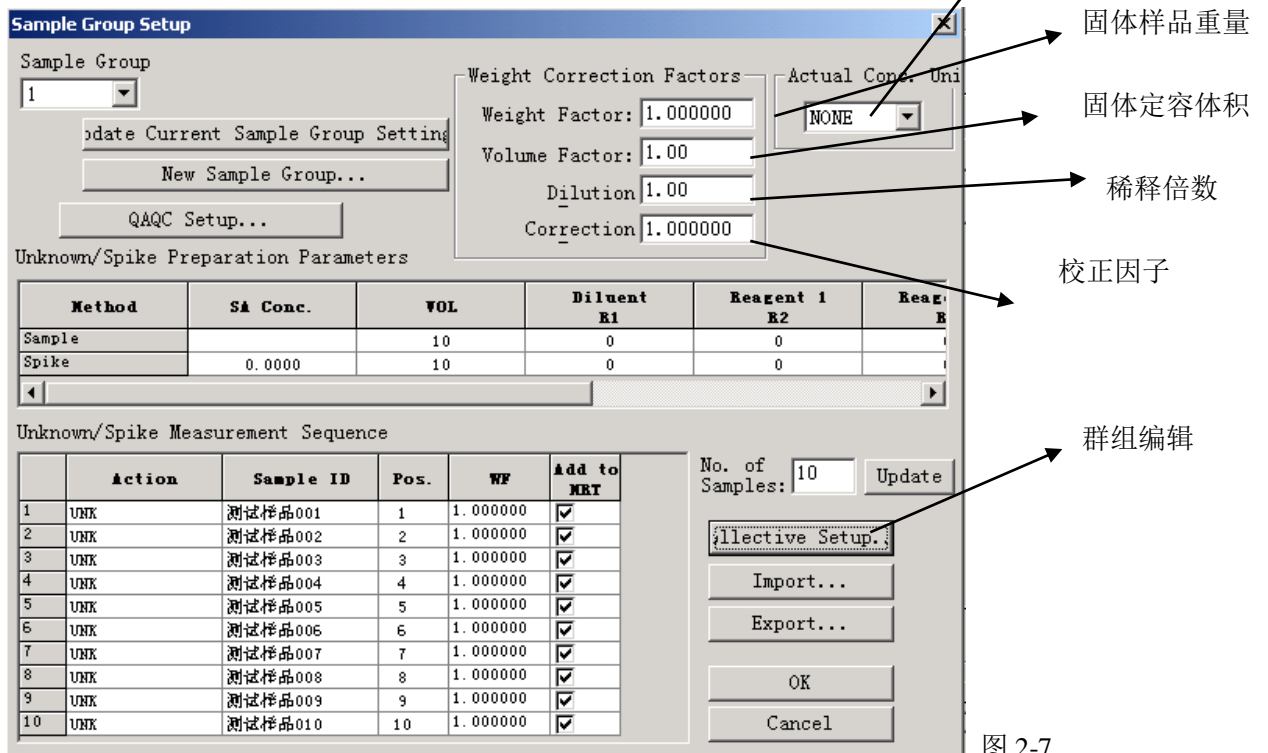 Sample Group Setup
固体样品重量
Sample Group
Weight Correction Factors
Actual Conc. Uni
1
Weight Factor: 1.000000
NONE
固体定容体积
pdate Current Sample Group Setting
Volume Factor: 1.00
New Sample Group...
Dilution 1.00
稀释倍数
QAQC Setup...
Correction 1.000000
Unknown/Spike Preparation Parameters
校正因子
Method SA Conc. VOL Diluent R1 Reagent 1 R2 Reag
Sample 10 0 0
Spike 0.0000 10 0 0
Unknown/Spike Measurement Sequence
群组编辑
Action Sample ID Pos. WF Add to MRT
No. of Samples: 10 Update
1 UNK 测试样品001 1 1.000000
2 UNK 测试样品002 2 1.000000
llective Setup..
3 UNK 测试样品003 3 1.000000
4 UNK 测试样品004 4 1.000000
Import...
5 UNK 测试样品005 5 1.000000
6 UNK 测试样品006 6 1.000000
Export...
7 UNK 测试样品007 7 1.000000
8 UNK 测试样品008 8 1.000000
OK
9 UNK 测试样品009 9 1.000000
10 UNK 测试样品010 10 1.000000
Cancel
图 2-7